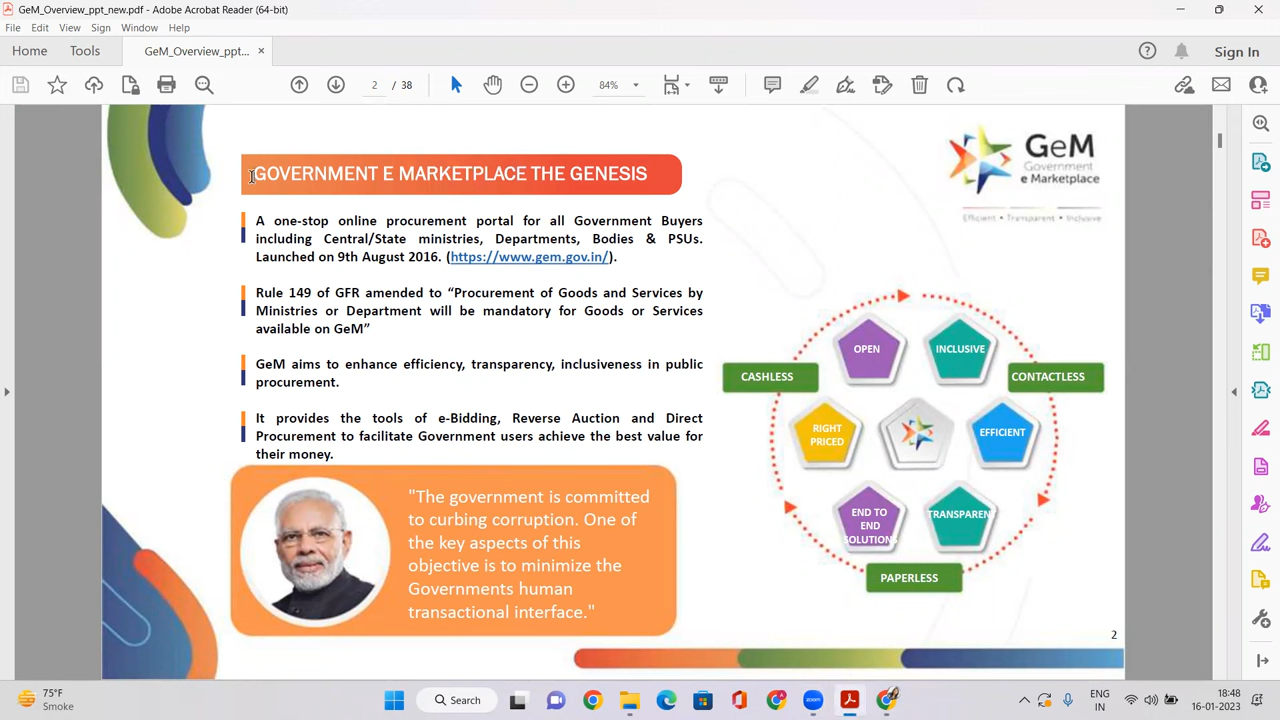 GeM_Overview_ppt_new.pdf - Adobe Acrobat Reader (64-bit)
File Edit View Sign Window Help
Home Tools GeM_Overview_ppt... × Sign In
2 / 38 84%
GeM
Government
e Marketplace
Efficient • Transparent • Inclusive
GOVERNMENT E MARKETPLACE THE GENESIS
A one-stop online procurement portal for all Government Buyers
including Central/State ministries, Departments, Bodies & PSUs.
Launched on 9th August 2016. (https://www.gem.gov.in/).
Rule 149 of GFR amended to “Procurement of Goods and Services by
Ministries or Department will be mandatory for Goods or Services
available on GeM”
GeM aims to enhance efficiency, transparency, inclusiveness in public
procurement.
It provides the tools of e-Bidding, Reverse Auction and Direct
Procurement to facilitate Government users achieve the best value for
their money.
"The government is committed
to curbing corruption. One of
the key aspects of this
objective is to minimize the
Governments human
transactional interface."
OPEN
INCLUSIVE
CASHLESS
CONTACTLESS
RIGHT
PRICED
EFFICIENT
END TO
END
SOLUTIONS
TRANSPARENT
PAPERLESS
2
75°F
Smoke
Search
ENG
IN
18:48
16-01-2023